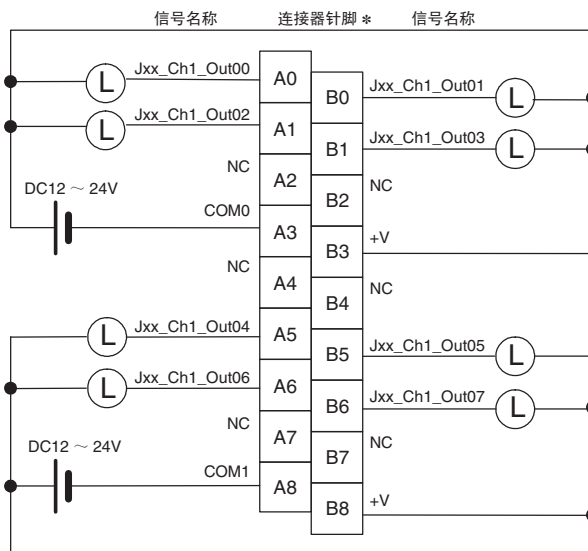 信号名称 连接器针脚 * 信号名称
L Jxx_Ch1_Out00 A0
B0 Jxx_Ch1_Out01 L
L Jxx_Ch1_Out02 A1
B1 Jxx_Ch1_Out03 L
NC A2
B2 NC
DC12 ~ 24V
COM0 A3
B3 +V
NC A4
B4 NC
L Jxx_Ch1_Out04 A5
B5 Jxx_Ch1_Out05 L
L Jxx_Ch1_Out06 A6
B6 Jxx_Ch1_Out07 L
NC A7
B7 NC
DC12 ~ 24V
COM1 A8
B8 +V